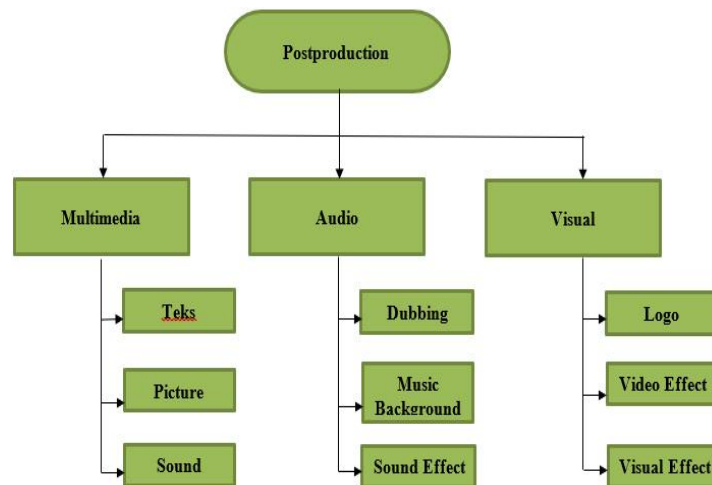 Postproduction
Multimedia
Audio
Visual
Teks
Picture
Sound
Dubbing
Music
Background
Sound Effect
Logo
Video Effect
Visual Effect